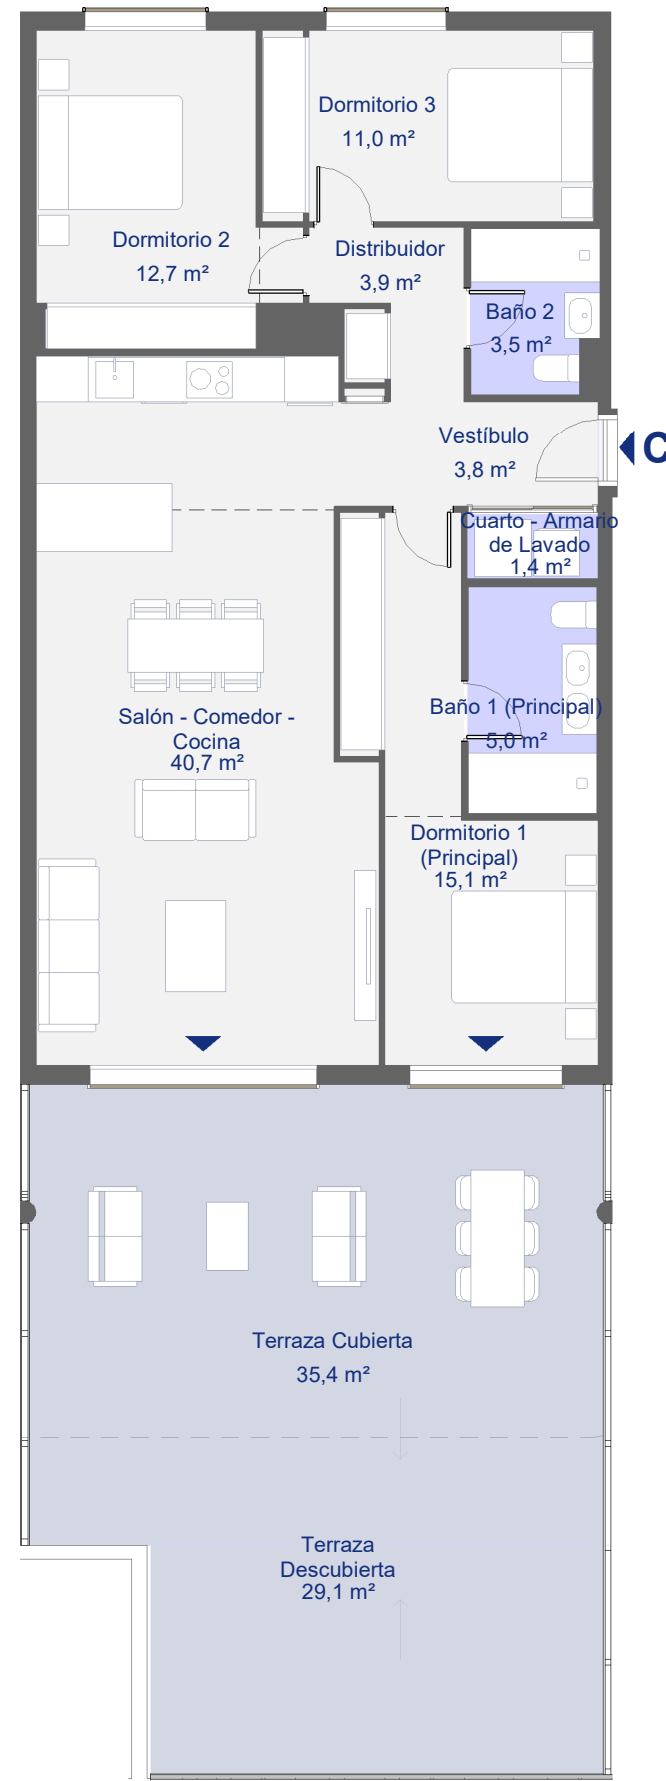 Dormitorio 3
11,0 m²
Dormitorio 2
12,7 m²
Distribuidor
3,9 m²
Baño 2
3,5 m²
Vestíbulo
3,8 m²
C
Cuarto - Armario
de Lavado
1,4 m²
Baño 1 (Principal)
5,0 m²
Salón - Comedor -
Cocina
40,7 m²
Dormitorio 1
(Principal)
15,1 m²
Terraza Cubierta
35,4 m²
Terraza
Descubierta
29,1 m²